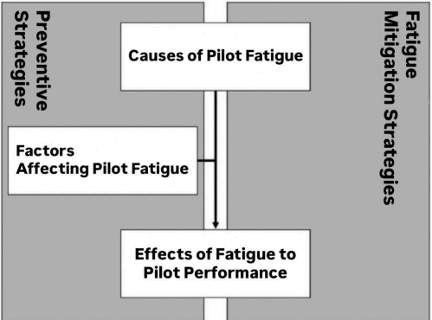 Preventive
Strategies
Causes of Pilot Fatigue
Fatigue
Mitigation Strategies
Factors
Affecting Pilot Fatigue
Effects of Fatigue to
Pilot Performance